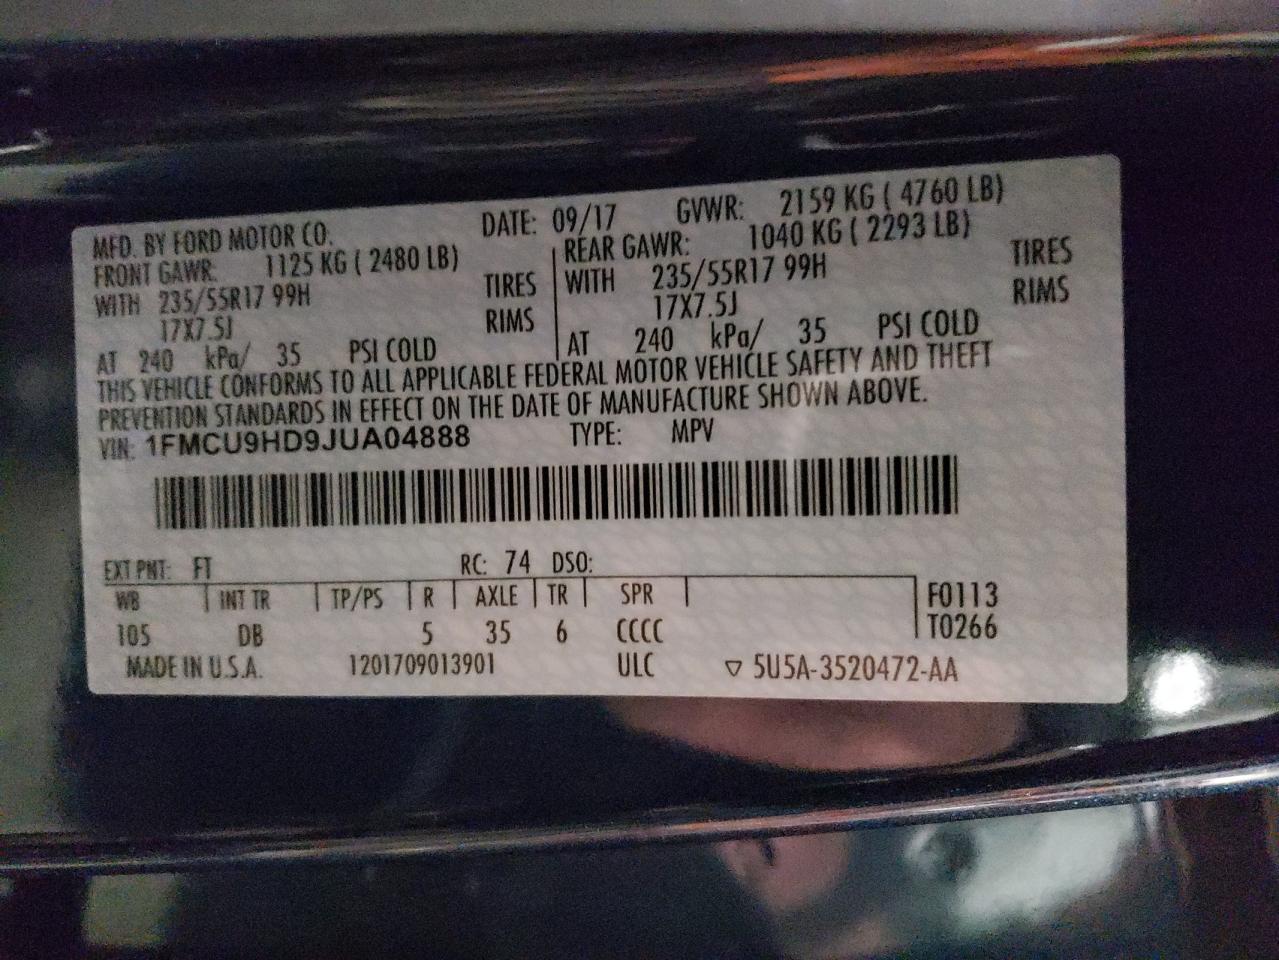 MFD. BY FORD MOTOR CO. DATE: 09/17 GVWR: 2159 KG ( 4760 LB)
FRONT GAWR: 1125 KG ( 2480 LB) REAR GAWR: 1040 KG ( 2293 LB)
WITH 235/55R17 99H TIRES WITH 235/55R17 99H TIRES
17X7.5J RIMS 17X7.5J RIMS
AT 240 kPa/ 35 PSI COLD AT 240 kPa/ 35 PSI COLD
THIS VEHICLE CONFORMS TO ALL APPLICABLE FEDERAL MOTOR VEHICLE SAFETY AND THEFT
PREVENTION STANDARDS IN EFFECT ON THE DATE OF MANUFACTURE SHOWN ABOVE.
VIN: 1FMCU9HD9JUA04888 TYPE: MPV
EXT PNT: FT RC: 74 DSO:
WB INT TR TP/PS R AXLE TR SPR F0113
105 DB 5 35 6 CCCC T0266
MADE IN U.S.A. 1201709013901 ULC ▽ 5U5A-3520472-AA